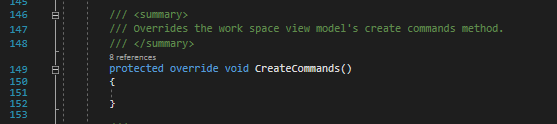 145
146 /// <summary>
147 /// Overrides the work space view model's create commands method.
148 /// </summary>
8 references
149 protected override void CreateCommands()
150 {
151
152 }
153